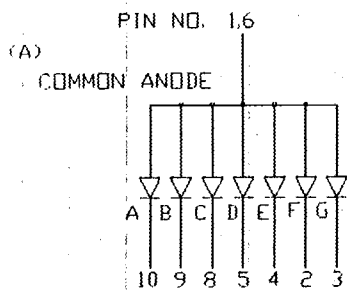 PIN NO. 1,6
(A)
COMMON ANODE
A B C D E F G
10 9 8 5 4 2 3